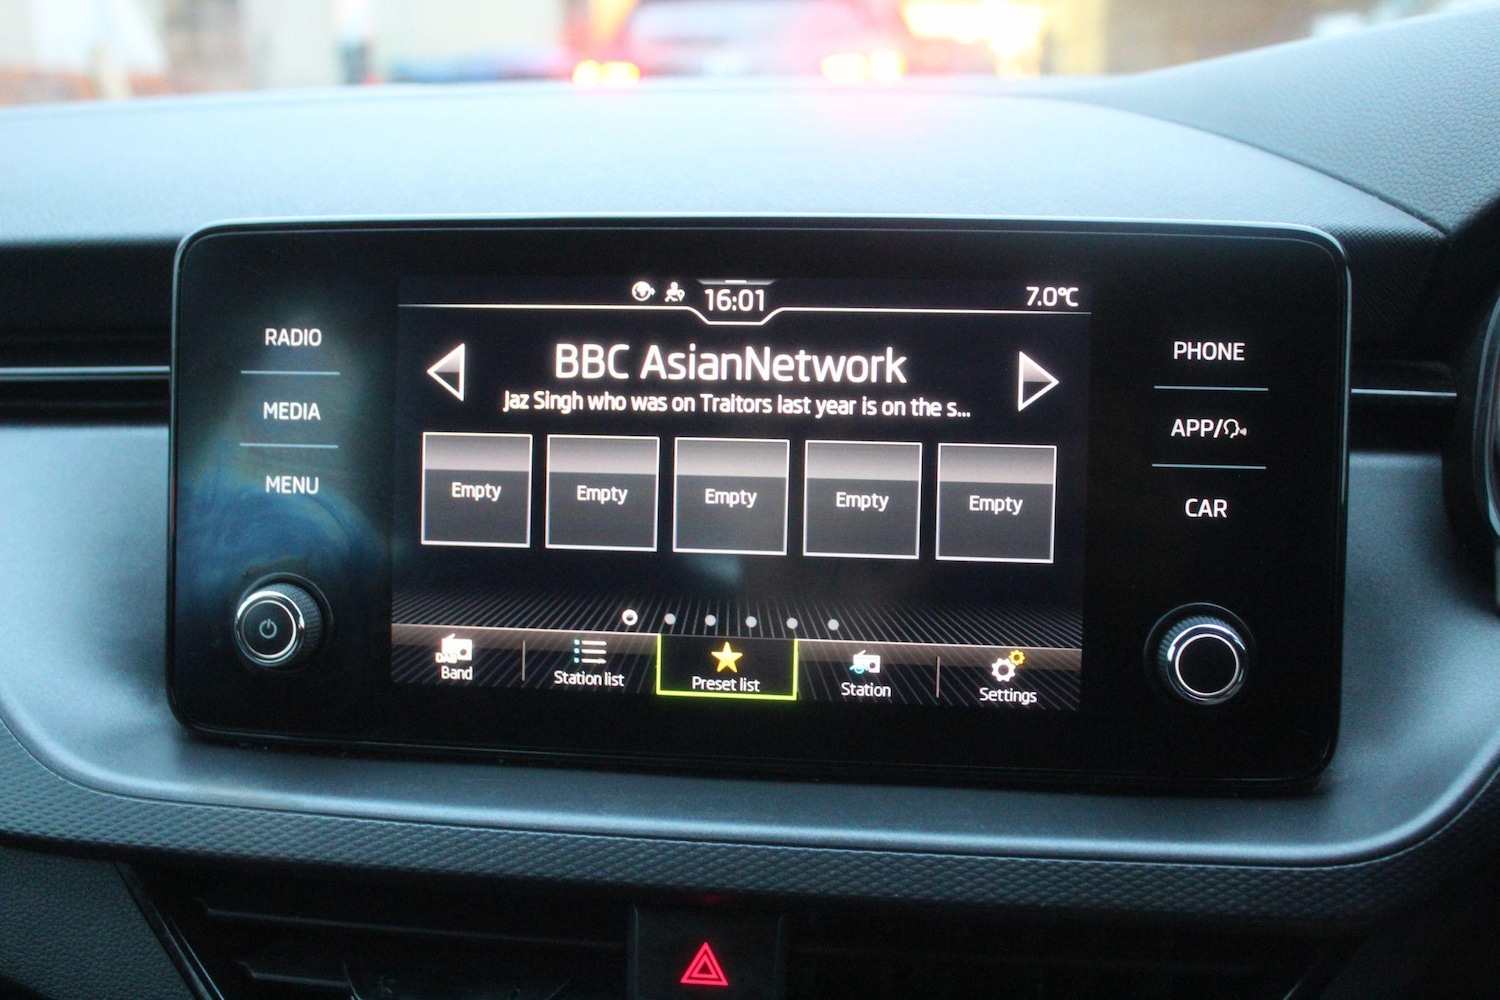 16:01
7.0°C
RADIO
MEDIA
MENU
BBC AsianNetwork
Jaz Singh who was on Traitors last year is on the s...
Empty
Empty
Empty
Empty
Empty
PHONE
APP/
CAR
DAB
Band
Station list
Preset list
Station
Settings